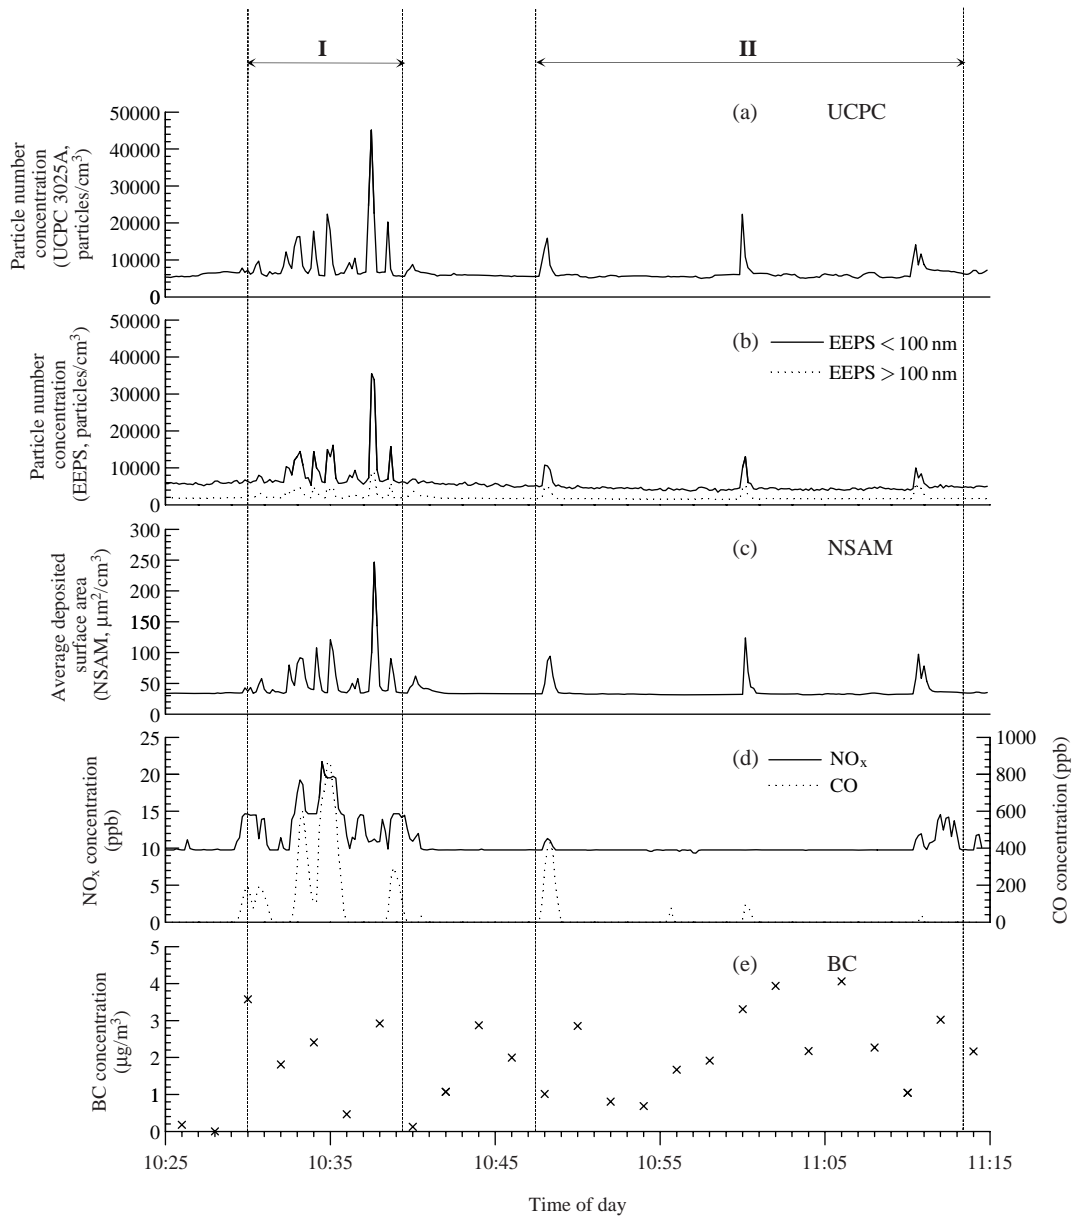 I
II
(a) UCPC
Particle number
concentration
(UCPC 3025A,
particles/cm³)
50000
40000
30000
20000
10000
0
(b) EEPS < 100 nm
EEPS > 100 nm
Particle number
concentration
(EEPS, particles/cm³)
50000
40000
30000
20000
10000
0
(c) NSAM
Average deposited
surface area
(NSAM, μm²/cm³)
300
250
200
150
100
50
0
(d) NOₓ
CO
NOₓ concentration
(ppb)
25
20
15
10
5
0
1000
800
600
400
200
0
CO concentration (ppb)
(e) BC
BC concentration
(μg/m³)
5
4
3
2
1
0
10:25 10:35 10:45 10:55 11:05 11:15
Time of day